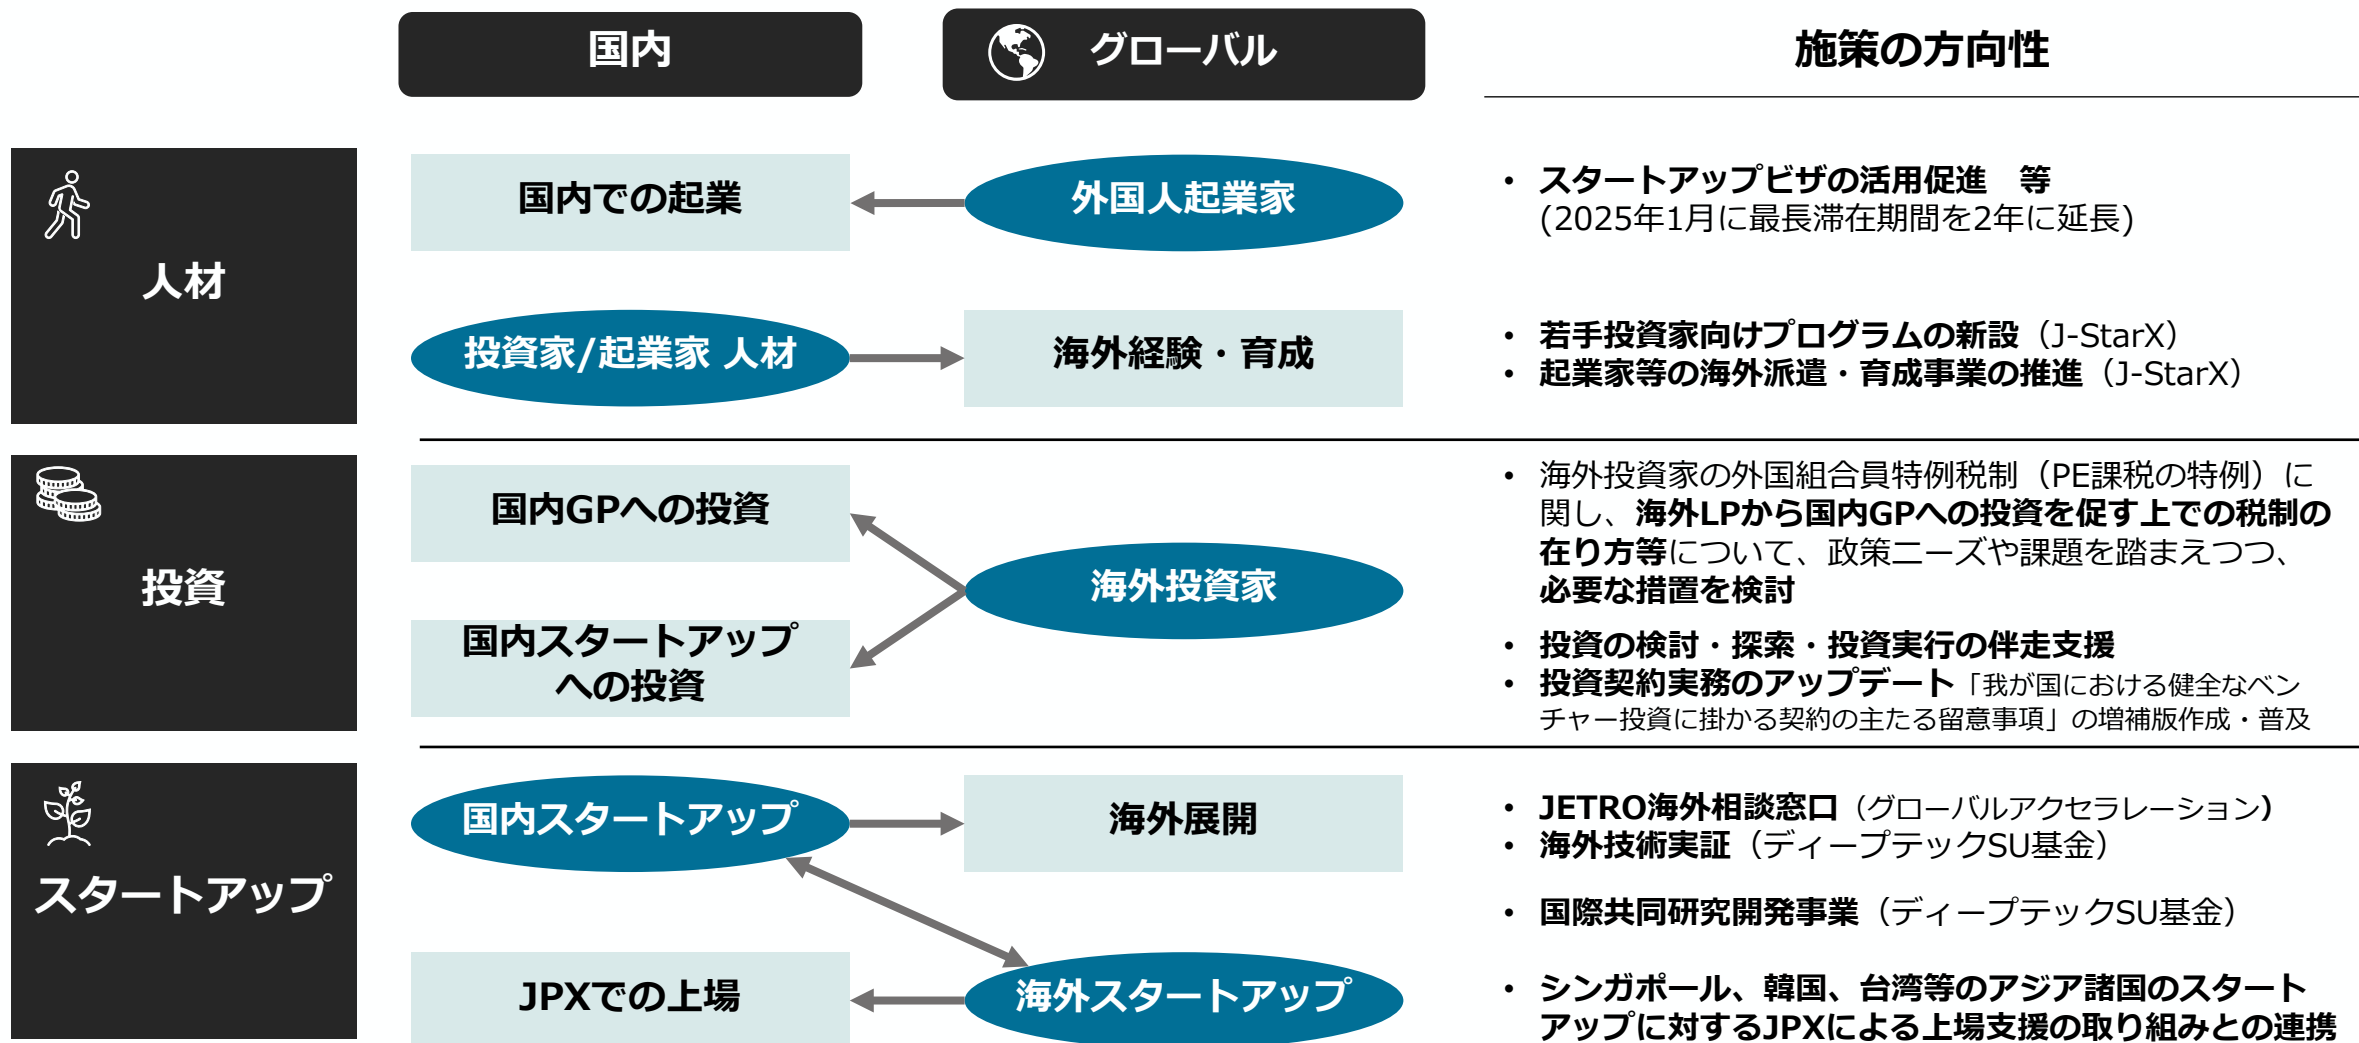 国内
グローバル
施策の方向性
人材
国内での起業
外国人起業家
• スタートアップビザの活用促進　等
(2025年1月に最長滞在期間を2年に延長)
投資家/起業家 人材
海外経験・育成
• 若手投資家向けプログラムの新設（J-StarX）
• 起業家等の海外派遣・育成事業の推進（J-StarX）
投資
国内GPへの投資
海外投資家
国内スタートアップ
への投資
• 海外投資家の外国組合員特例税制（PE課税の特例）に
関し、海外LPから国内GPへの投資を促す上での税制の
在り方等について、政策ニーズや課題を踏まえつつ、
必要な措置を検討
• 投資の検討・探索・投資実行の伴走支援
• 投資契約実務のアップデート「我が国における健全なベン
チャー投資に掛かる契約の主たる留意事項」の増補版作成・普及
スタートアップ
国内スタートアップ
海外展開
• JETRO海外相談窓口（グローバルアクセラレーション）
• 海外技術実証（ディープテックSU基金）
• 国際共同研究開発事業（ディープテックSU基金）
JPXでの上場
海外スタートアップ
• シンガポール、韓国、台湾等のアジア諸国のスタート
アップに対するJPXによる上場支援の取り組みとの連携